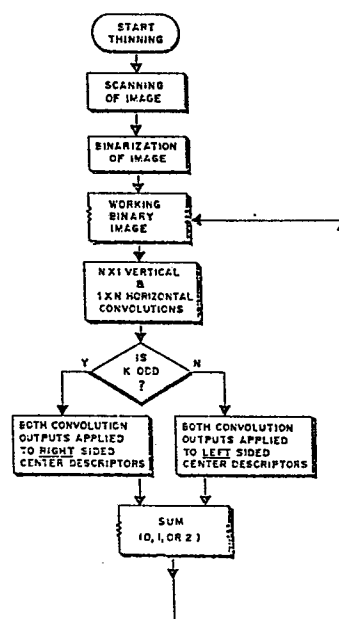 START
THINNING
SCANNING
OF IMAGE
BINARIZATION
OF IMAGE
WORKING
BINARY
IMAGE
NX1 VERTICAL
&
1XN HORIZONTAL
CONVOLUTIONS
IS
K ODD
?
Y
N
BOTH CONVOLUTION
OUTPUTS APPLIED
TO RIGHT SIDED
CENTER DESCRIPTORS
BOTH CONVOLUTION
OUTPUTS APPLIED
TO LEFT SIDED
CENTER DESCRIPTORS
SUM
(0, 1, OR 2)